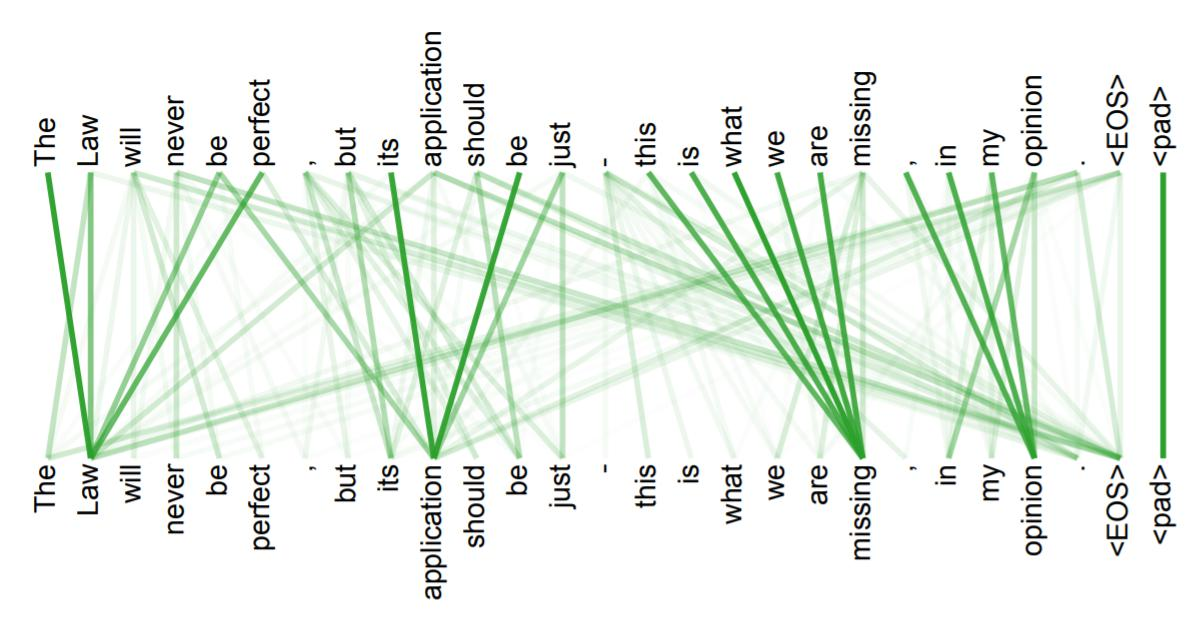 The Law will never be perfect , but its application should be just - this is what we are missing , in my opinion . <EOS> <pad>
The Law will never be perfect , but its application should be just - this is what we are missing , in my opinion . <EOS> <pad>